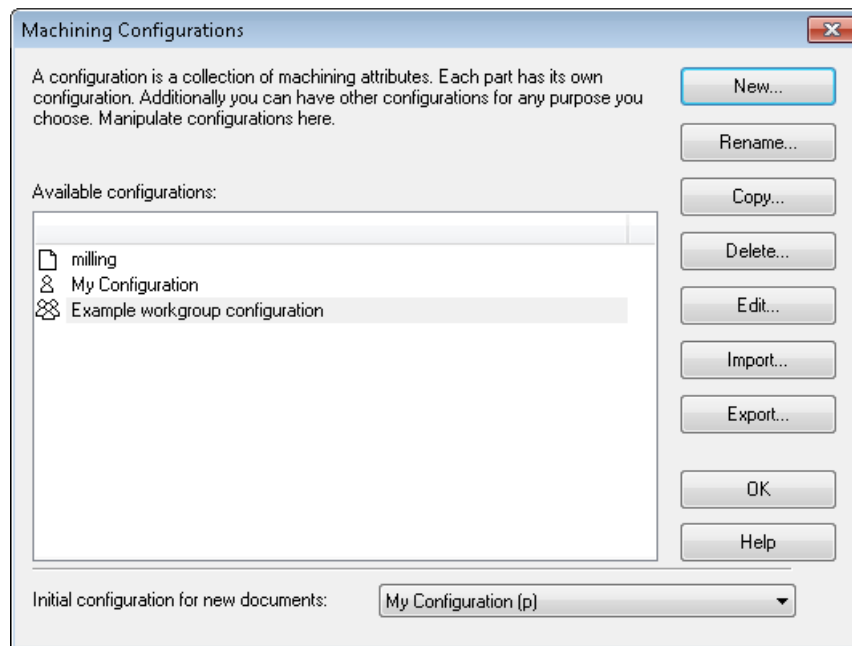 Machining Configurations
A configuration is a collection of machining attributes. Each part has its own
configuration. Additionally you can have other configurations for any purpose you
choose. Manipulate configurations here.
New...
Rename...
Available configurations:
Copy...
Delete...
milling
My Configuration
Example workgroup configuration
Edit...
Import...
Export...
OK
Help
Initial configuration for new documents:
My Configuration (p)